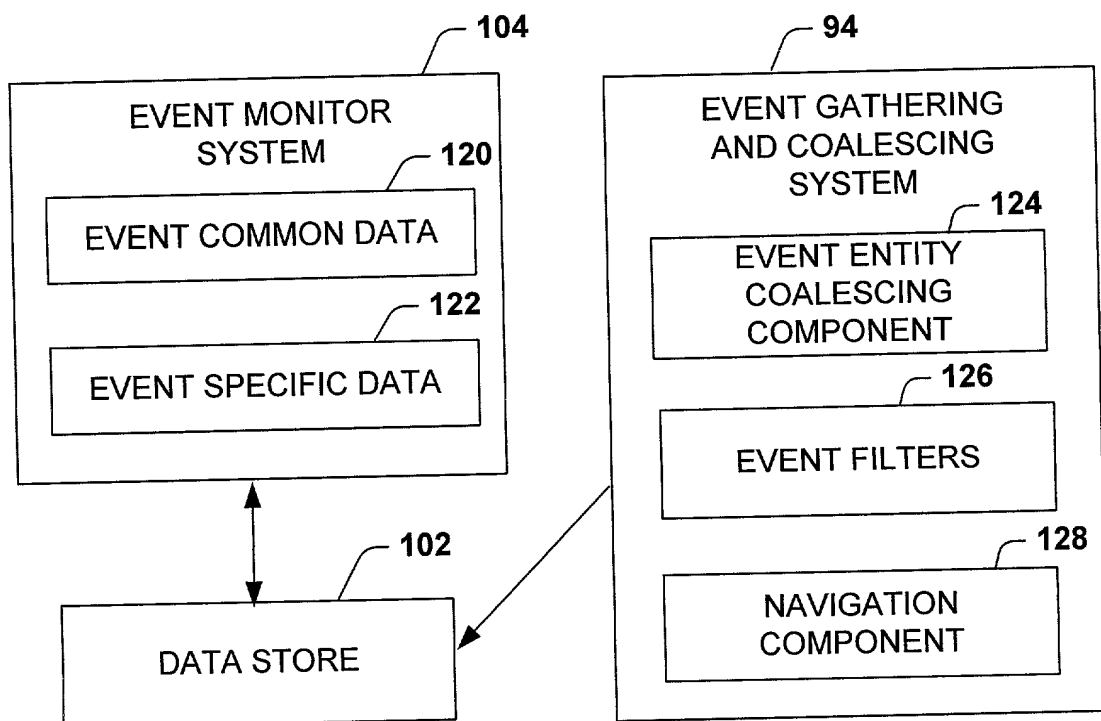 104
EVENT MONITOR
SYSTEM
120
EVENT COMMON DATA
122
EVENT SPECIFIC DATA
102
DATA STORE
94
EVENT GATHERING
AND COALESCING
SYSTEM
124
EVENT ENTITY
COALESCING
COMPONENT
126
EVENT FILTERS
128
NAVIGATION
COMPONENT